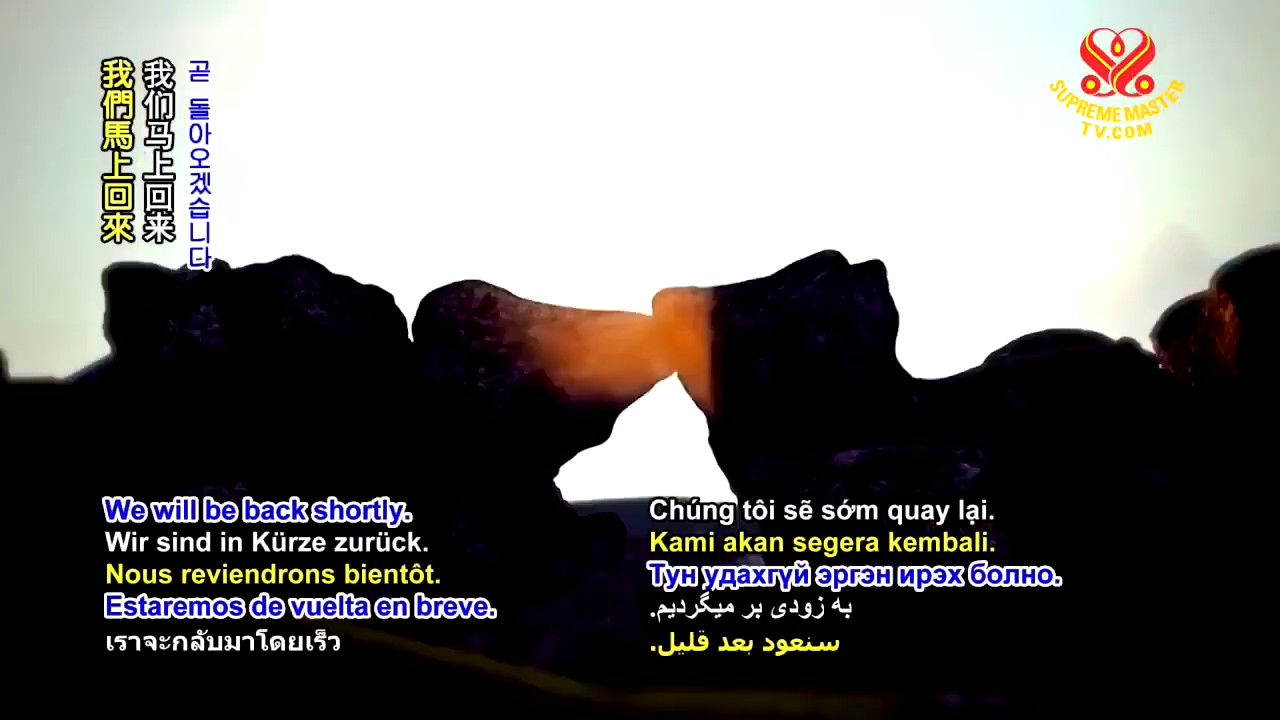 我們馬上回來
我们马上回来
곧 돌아오겠습니다
SUPREME MASTER
TV.COM
We will be back shortly.
Wir sind in Kürze zurück.
Nous reviendrons bientôt.
Estaremos de vuelta en breve.
เราจะกลับมาโดยเร็ว
Chúng tôi sẽ sớm quay lại.
Kami akan segera kembali.
Тун удахгүй эргэн ирэх болно.
به زودی بر میگردیم.
سنعود بعد قليل.